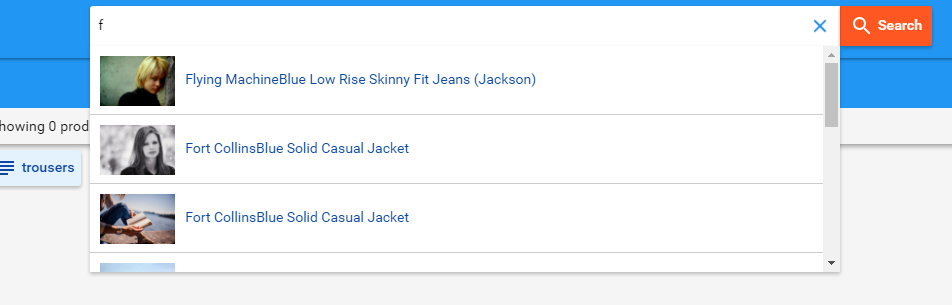 f
Search
Flying MachineBlue Low Rise Skinny Fit Jeans (Jackson)
howing 0 prod
Fort CollinsBlue Solid Casual Jacket
trousers
Fort CollinsBlue Solid Casual Jacket